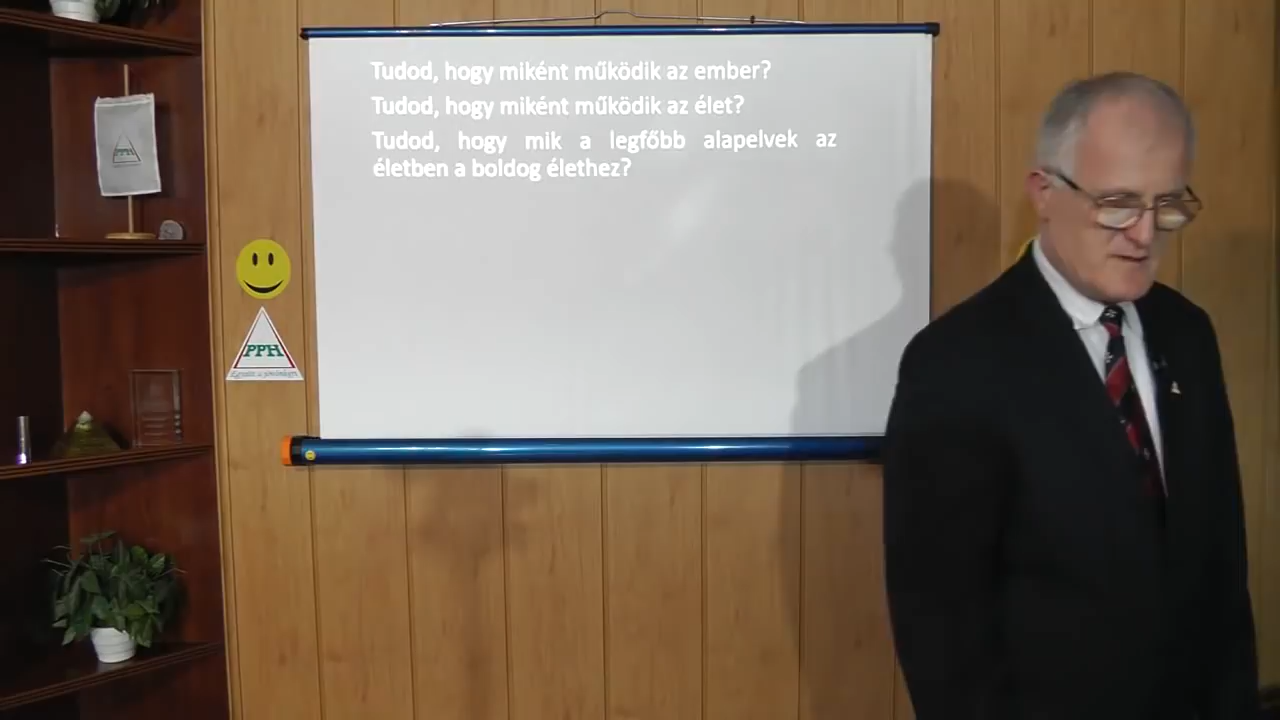 Tudod, hogy miként működik az ember?
Tudod, hogy miként működik az élet?
Tudod, hogy mik a legfőbb alapelvek az
életben a boldog élethez?
PPH
PPH